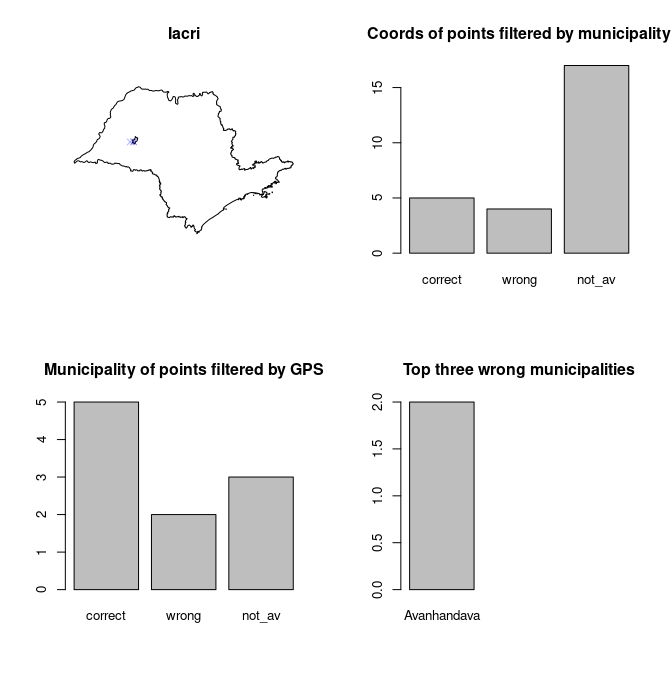 Iacri
Coords of points filtered by municipality
15
10
5
0
correct wrong not_av
Municipality of points filtered by GPS
5
4
3
2
1
0
correct wrong not_av
Top three wrong municipalities
2.0
1.5
1.0
0.5
0.0
Avanhandava